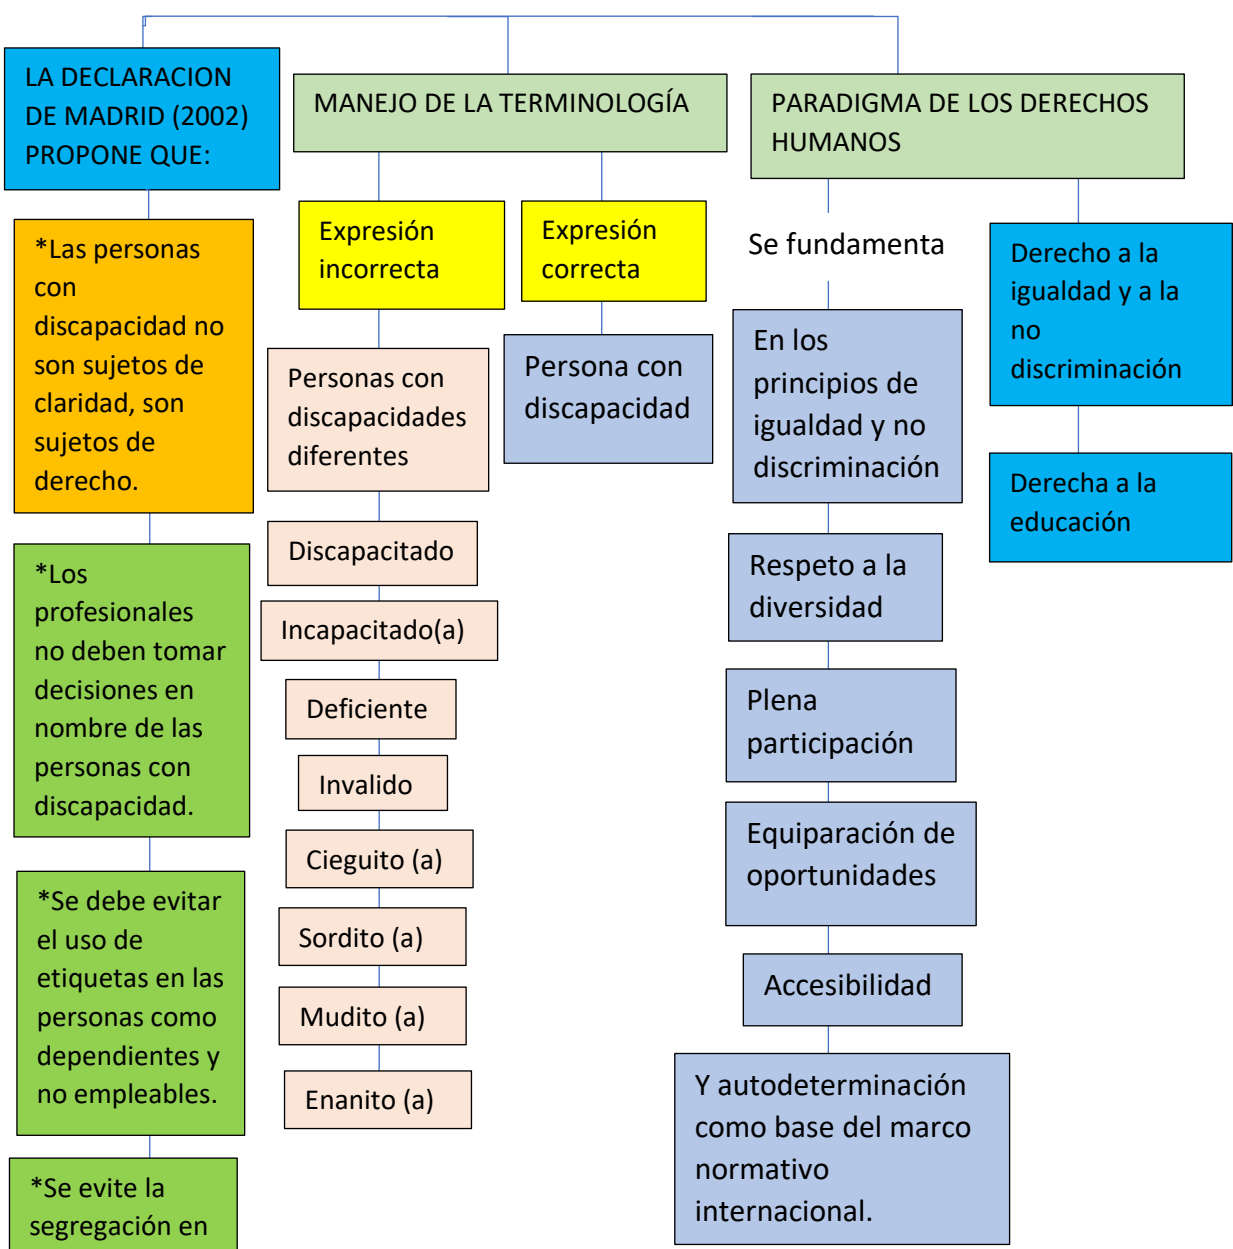 LA DECLARACION
DE MADRID (2002)
PROPONE QUE:
*Las personas
con
discapacidad no
son sujetos de
claridad, son
sujetos de
derecho.
*Los
profesionales
no deben tomar
decisiones en
nombre de las
personas con
discapacidad.
*Se debe evitar
el uso de
etiquetas en las
personas como
dependientes y
no empleables.
*Se evite la
segregación en
MANEJO DE LA TERMINOLOGÍA
Expresión
incorrecta
Personas con
discapacidades
diferentes
Discapacitado
Incapacitado(a)
Deficiente
Invalido
Cieguito (a)
Sordito (a)
Mudito (a)
Enanito (a)
Expresión
correcta
Persona con
discapacidad
PARADIGMA DE LOS DERECHOS
HUMANOS
Se fundamenta
En los
principios de
igualdad y no
discriminación
Respeto a la
diversidad
Plena
participación
Equiparación de
oportunidades
Accesibilidad
Y autodeterminación
como base del marco
normativo
internacional.
Derecho a la
igualdad y a la
no
discriminación
Derecha a la
educación